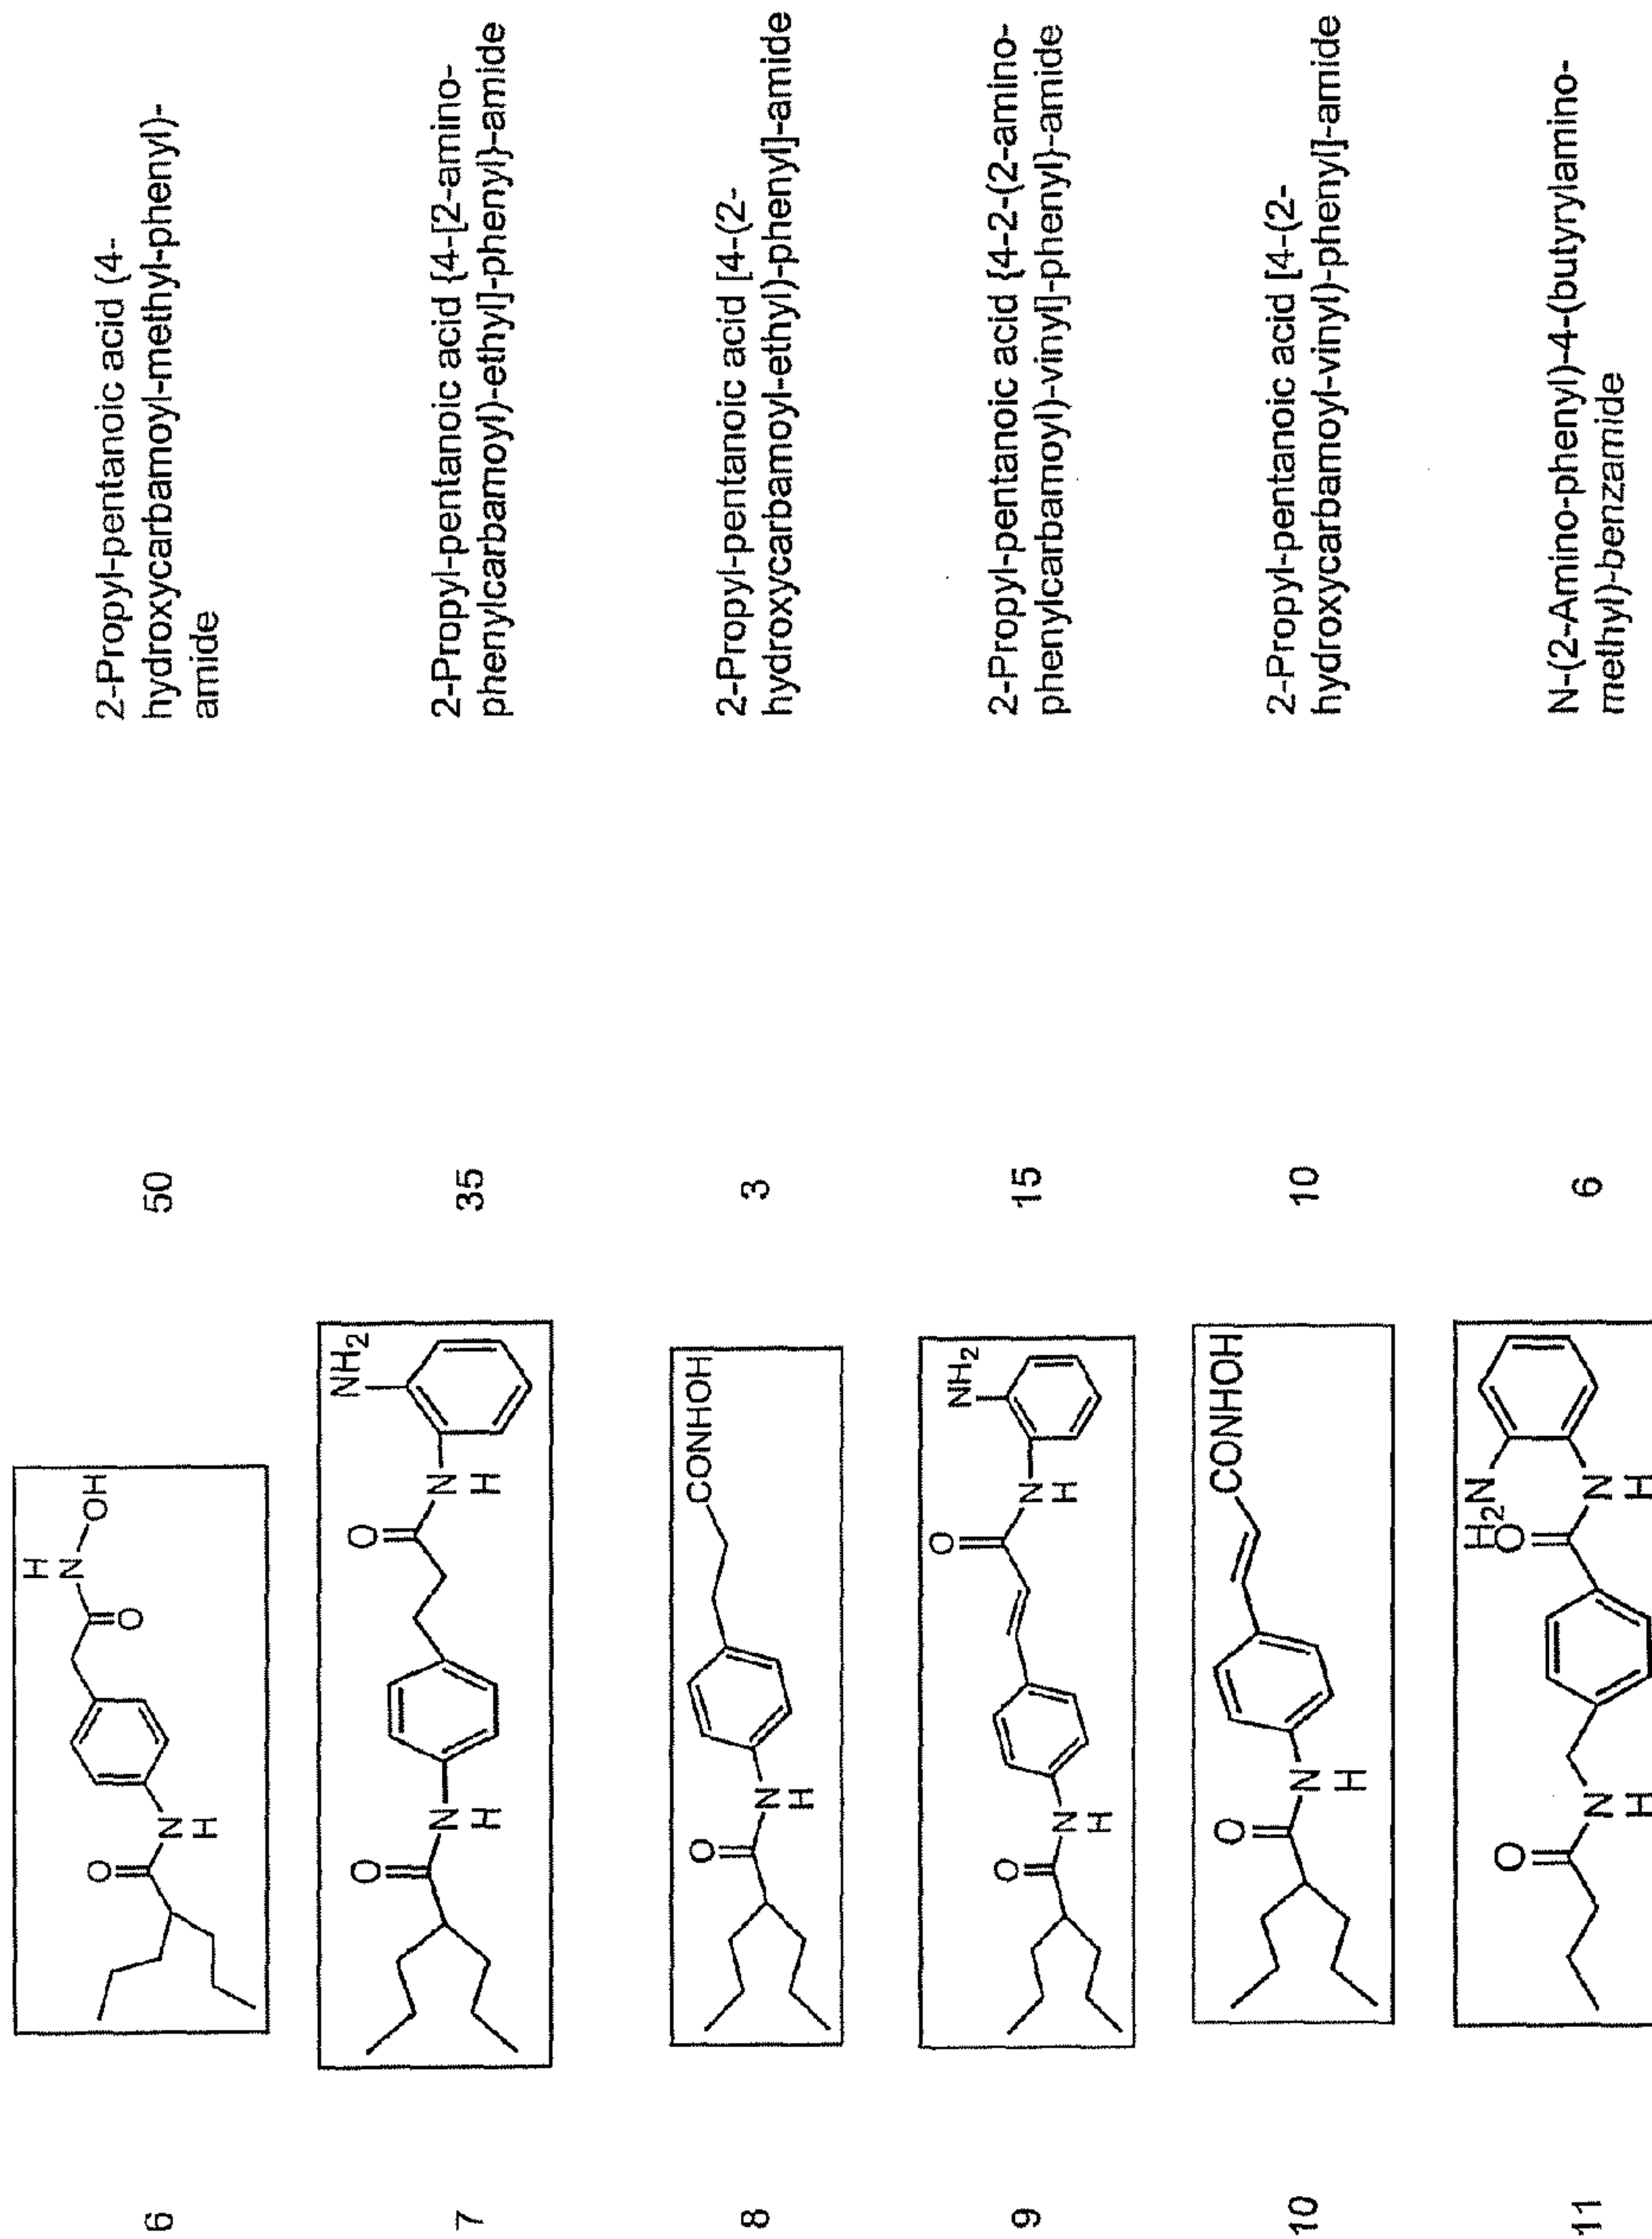 6
H
N
OH
O
O
N
H
50
2-Propyl-pentanoic acid (4-
hydroxycarbamoyl-methyl-phenyl)-
amide
7
O
N
H
O
N
H
NH2
35
2-Propyl-pentanoic acid {4-[2-amino-
phenylcarbamoyl)-ethyl]-phenyl}-amide
8
O
N
H
CONHOH
3
2-Propyl-pentanoic acid [4-(2-
hydroxycarbamoyl-ethyl)-phenyl]-amide
9
O
N
H
O
N
H
NH2
15
2-Propyl-pentanoic acid {4-2-(2-amino-
phenylcarbamoyl)-vinyl]-phenyl}-amide
10
O
N
H
CONHOH
10
2-Propyl-pentanoic acid [4-(2-
hydroxycarbamoyl-vinyl)-phenyl]-amide
11
O
N
H
H2N
O
N
H
6
N-(2-Amino-phenyl)-4-(butyrylamino-
methyl)-benzamide